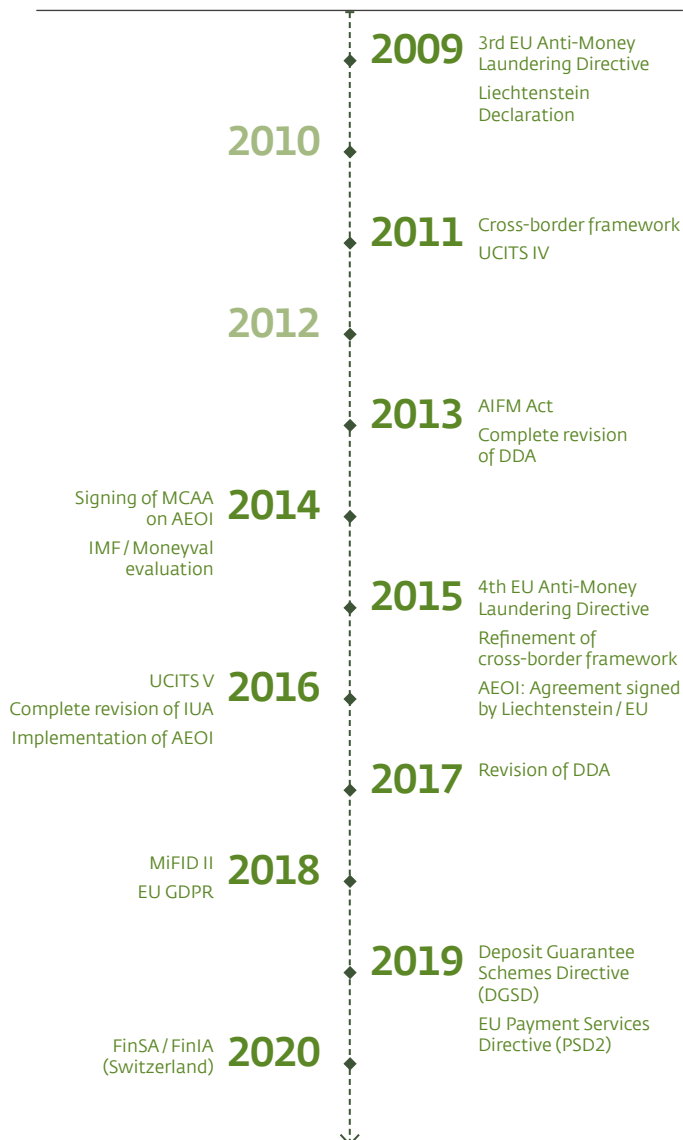 2009
3rd EU Anti-Money
Laundering Directive
Liechtenstein
Declaration
2010
2011
Cross-border framework
UCITS IV
2012
2013
AIFM Act
Complete revision
of DDA
2014
Signing of MCAA
on AEOI
IMF / Moneyval
evaluation
2015
4th EU Anti-Money
Laundering Directive
Refinement of
cross-border framework
AEOI: Agreement signed
by Liechtenstein / EU
2016
UCITS V
Complete revision of IUA
Implementation of AEOI
2017
Revision of DDA
2018
MiFID II
EU GDPR
2019
Deposit Guarantee
Schemes Directive
(DGSD)
EU Payment Services
Directive (PSD2)
2020
FinSA / FinIA
(Switzerland)